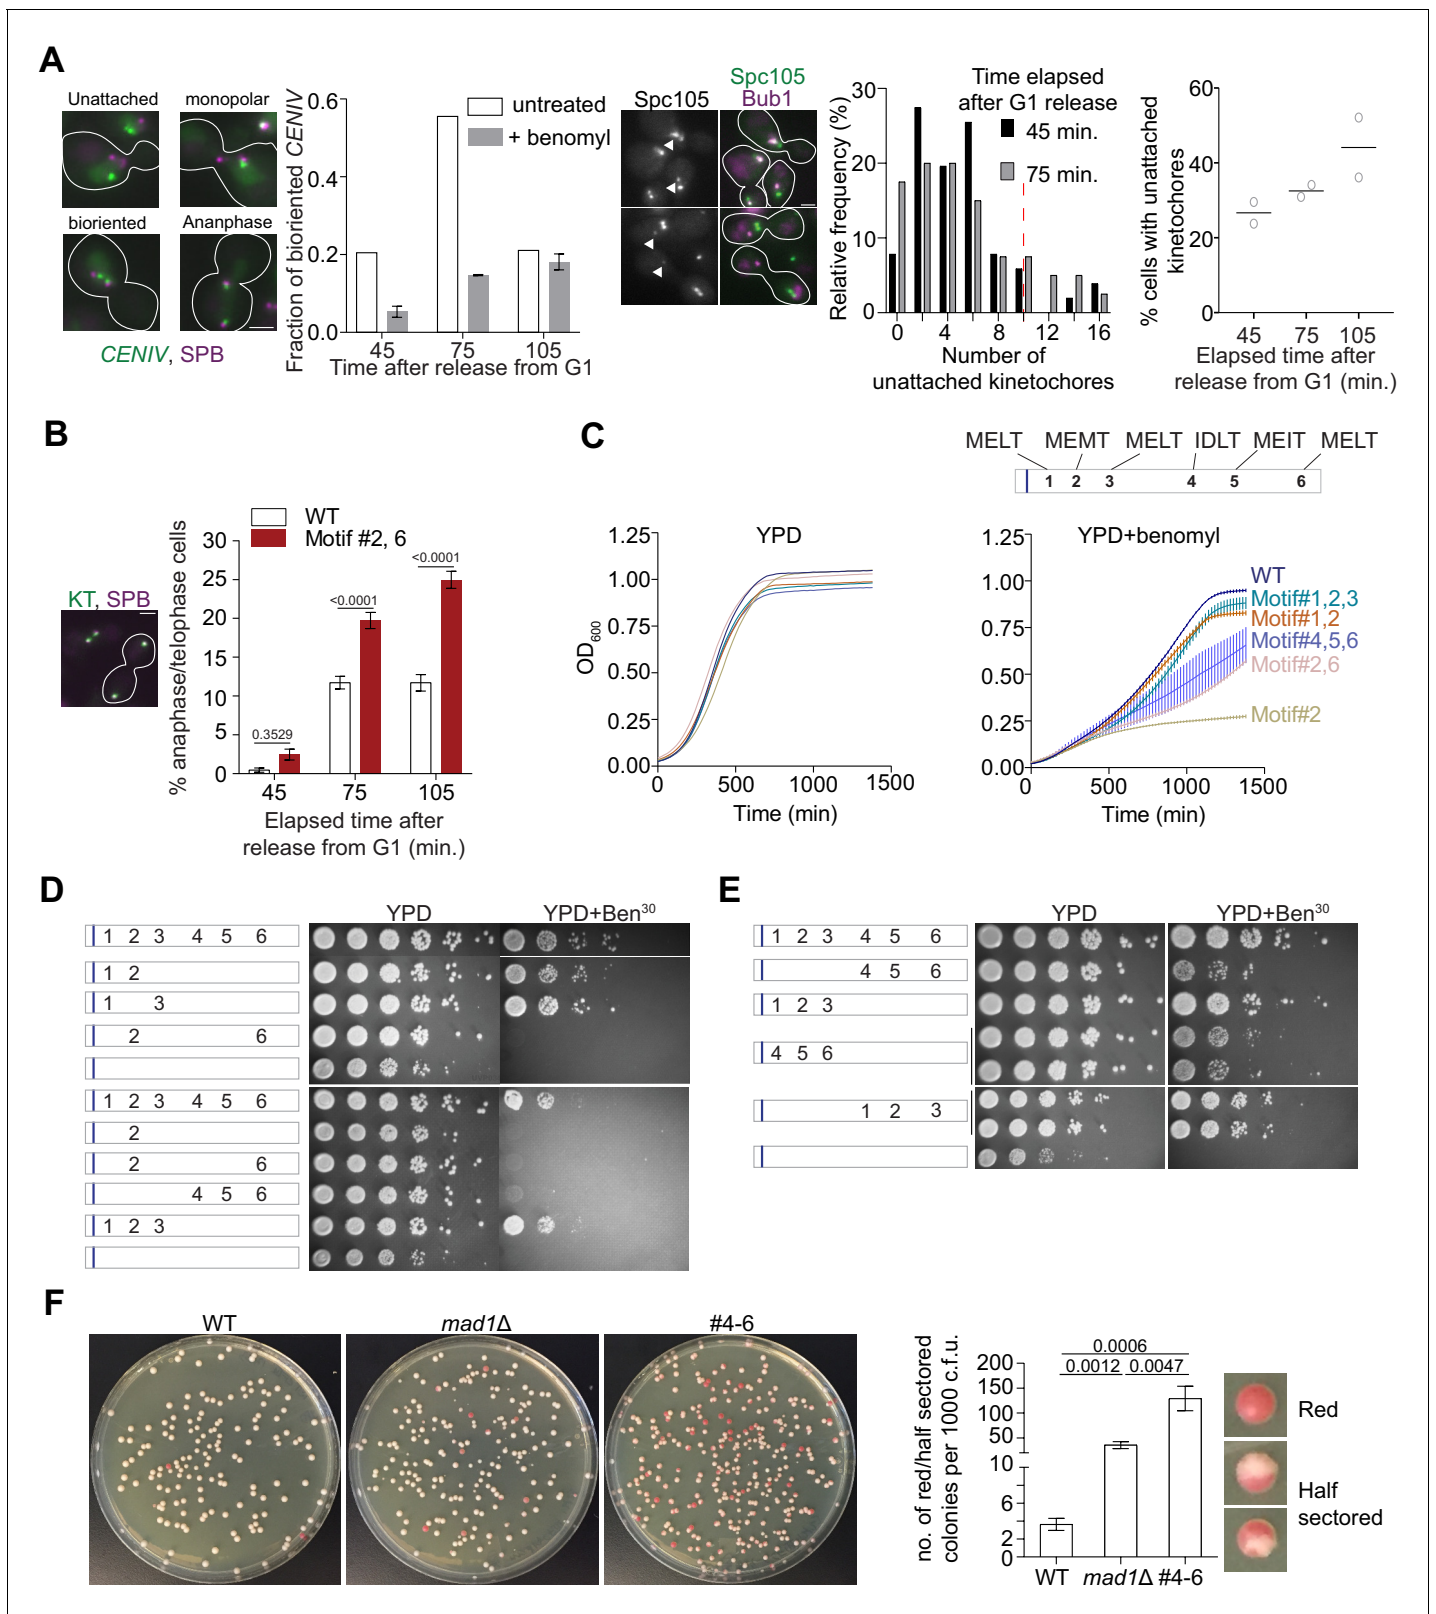 A
Unattached
monopolar
bioriented
Ananphase
CENIV, SPB
Fraction of bioriented CENIV
0.6
0.4
0.2
0.0
untreated
+ benomyl
45 75 105
Time after release from G1
Spc105
Spc105
Bub1
Relative frequency (%)
30
20
10
0
Time elapsed
after G1 release
45 min.
75 min.
0 4 8 12 16
Number of
unattached kinetochores
% cells with unattached
kinetochores
60
40
20
0
45 75 105
Elapsed time after
release from G1 (min.)
B
KT, SPB
% anaphase/telophase cells
WT
Motif #2, 6
30
25
20
15
10
5
0
0.3529
<0.0001
<0.0001
45 75 105
Elapsed time after
release from G1 (min.)
C
MELT MEMT MELT IDLT MEIT MELT
1 2 3 4 5 6
YPD
OD600
1.25
1.00
0.75
0.50
0.25
0.00
0 500 1000 1500
Time (min)
YPD+benomyl
1.25
1.00
0.75
0.50
0.25
0.00
WT
Motif#1,2,3
Motif#1,2
Motif#4,5,6
Motif#2,6
Motif#2
0 500 1000 1500
Time (min)
D
YPD YPD+Ben30
1 2 3 4 5 6
1 2
1 3
2 6
1 2 3 4 5 6
2
2 6
4 5 6
1 2 3
E
YPD YPD+Ben30
1 2 3 4 5 6
4 5 6
1 2 3
4 5 6
1 2 3
F
WT
mad1Δ
#4-6
no. of red/half sectored
colonies per 1000 c.f.u.
200
150
100
50
10
6
4
2
0
0.0006
0.0012 0.0047
WT mad1Δ #4-6
Red
Half
sectored